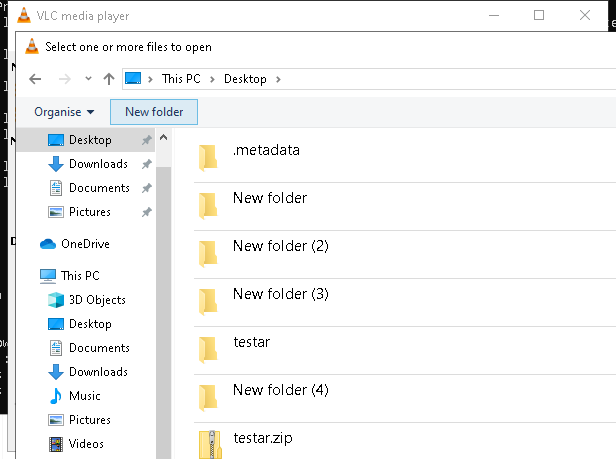 VLC media player
Select one or more files to open
This PC > Desktop >
Organise
New folder
Desktop
Downloads
Documents
Pictures
OneDrive
This PC
3D Objects
Desktop
Documents
Downloads
Music
Pictures
Videos
.metadata
New folder
New folder (2)
New folder (3)
testar
New folder (4)
testar.zip